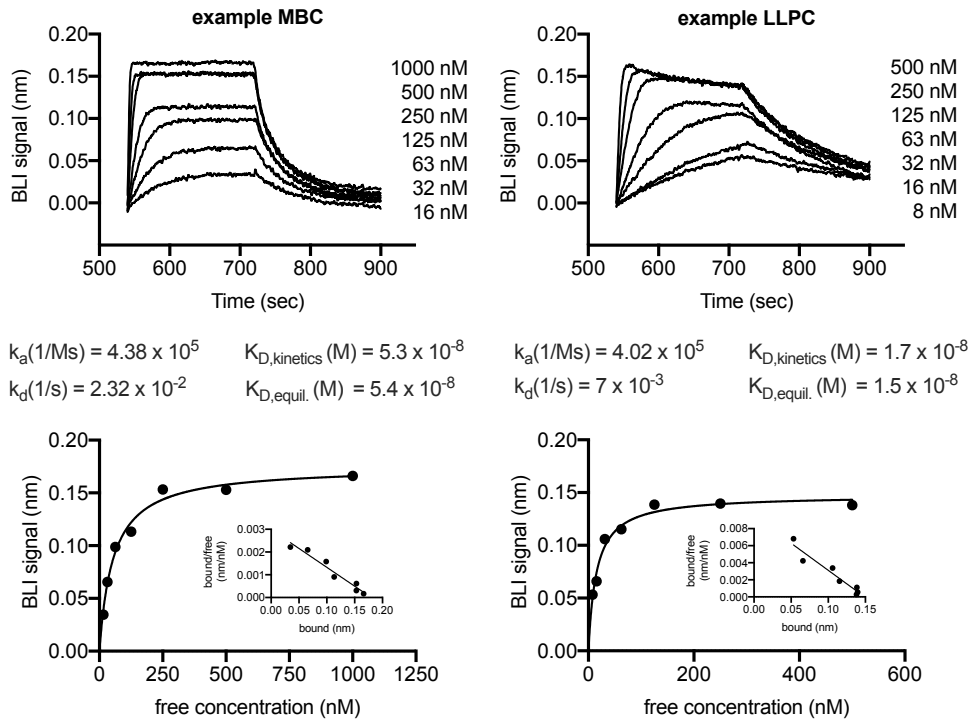 example MBC
0.20
0.15
0.10
0.05
0.00
BLI signal (nm)
500
600
700
800
900
Time (sec)
1000 nM
500 nM
250 nM
125 nM
63 nM
32 nM
16 nM
example LLPC
0.20
0.15
0.10
0.05
0.00
BLI signal (nm)
500
600
700
800
900
Time (sec)
500 nM
250 nM
125 nM
63 nM
32 nM
16 nM
8 nM
kₐ(1/Ms) = 4.38 x 10⁵
K_D,kinetics (M) = 5.3 x 10⁻⁸
k_d(1/s) = 2.32 x 10⁻²
K_D,equil. (M) = 5.4 x 10⁻⁸
kₐ(1/Ms) = 4.02 x 10⁵
K_D,kinetics (M) = 1.7 x 10⁻⁸
k_d(1/s) = 7 x 10⁻³
K_D,equil. (M) = 1.5 x 10⁻⁸
0.20
0.15
0.10
0.05
0.00
BLI signal (nm)
0
250
500
750
1000
1250
free concentration (nM)
0.003
0.002
0.001
0.000
bound/free
(nm/nM)
0.00
0.05
0.10
0.15
0.20
bound (nm)
0.20
0.15
0.10
0.05
0.00
BLI signal (nm)
0
200
400
600
free concentration (nM)
0.008
0.006
0.004
0.002
0.000
bound/free
(nm/nM)
0.00
0.05
0.10
0.15
bound (nm)